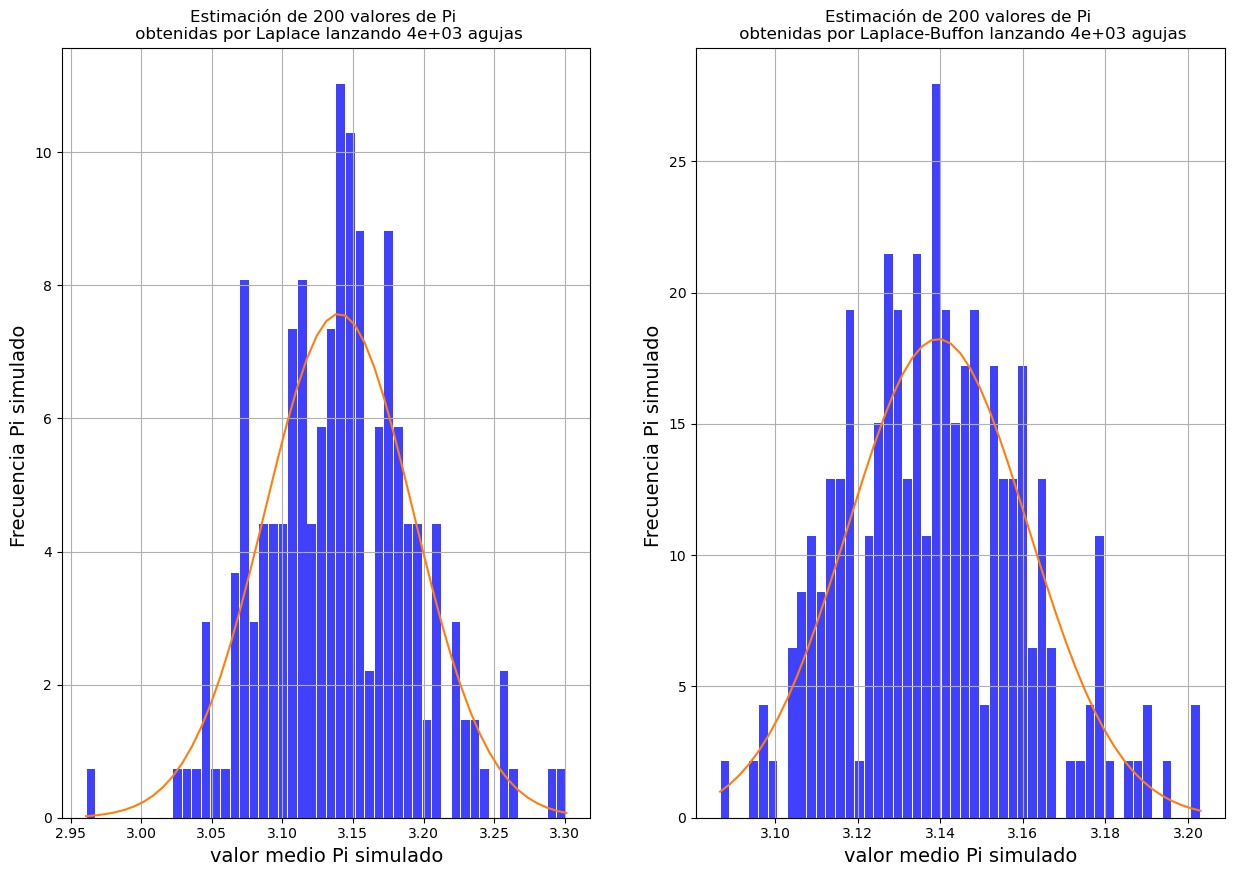 Estimación de 200 valores de Pi
obtenidas por Laplace lanzando 4e+03 agujas
Frecuencia Pi simulado
10
8
6
4
2
0
2.95 3.00 3.05 3.10 3.15 3.20 3.25 3.30
valor medio Pi simulado
Estimación de 200 valores de Pi
obtenidas por Laplace-Buffon lanzando 4e+03 agujas
Frecuencia Pi simulado
25
20
15
10
5
0
3.10 3.12 3.14 3.16 3.18 3.20
valor medio Pi simulado